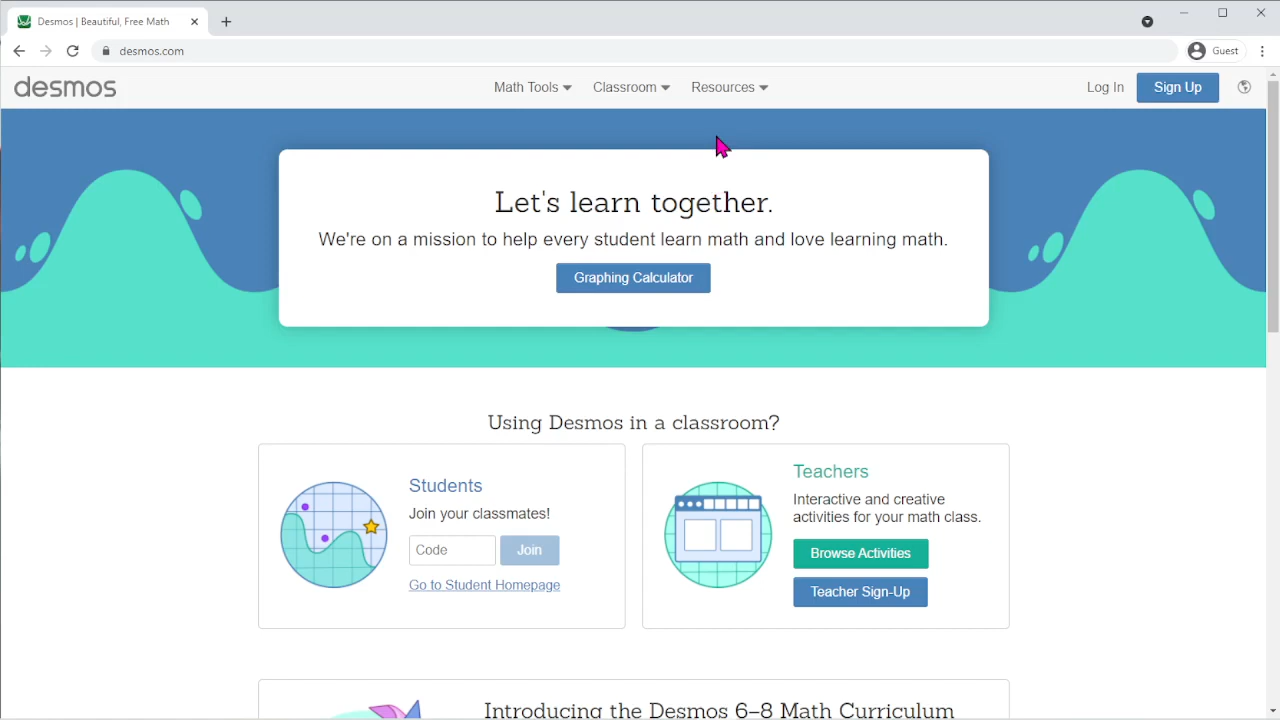 Desmos | Beautiful, Free Math
desmos.com
Guest
desmos
Math Tools
Classroom
Resources
Log In
Sign Up
Let's learn together.
We're on a mission to help every student learn math and love learning math.
Graphing Calculator
Using Desmos in a classroom?
Students
Join your classmates!
Code
Join
Go to Student Homepage
Teachers
Interactive and creative
activities for your math class.
Browse Activities
Teacher Sign-Up
Introducing the Desmos 6–8 Math Curriculum